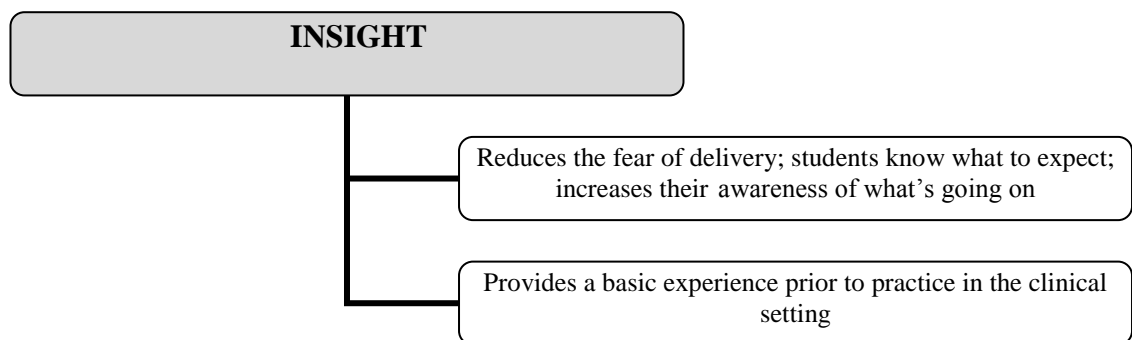 INSIGHT
Reduces the fear of delivery; students know what to expect;
increases their awareness of what’s going on
Provides a basic experience prior to practice in the clinical
setting